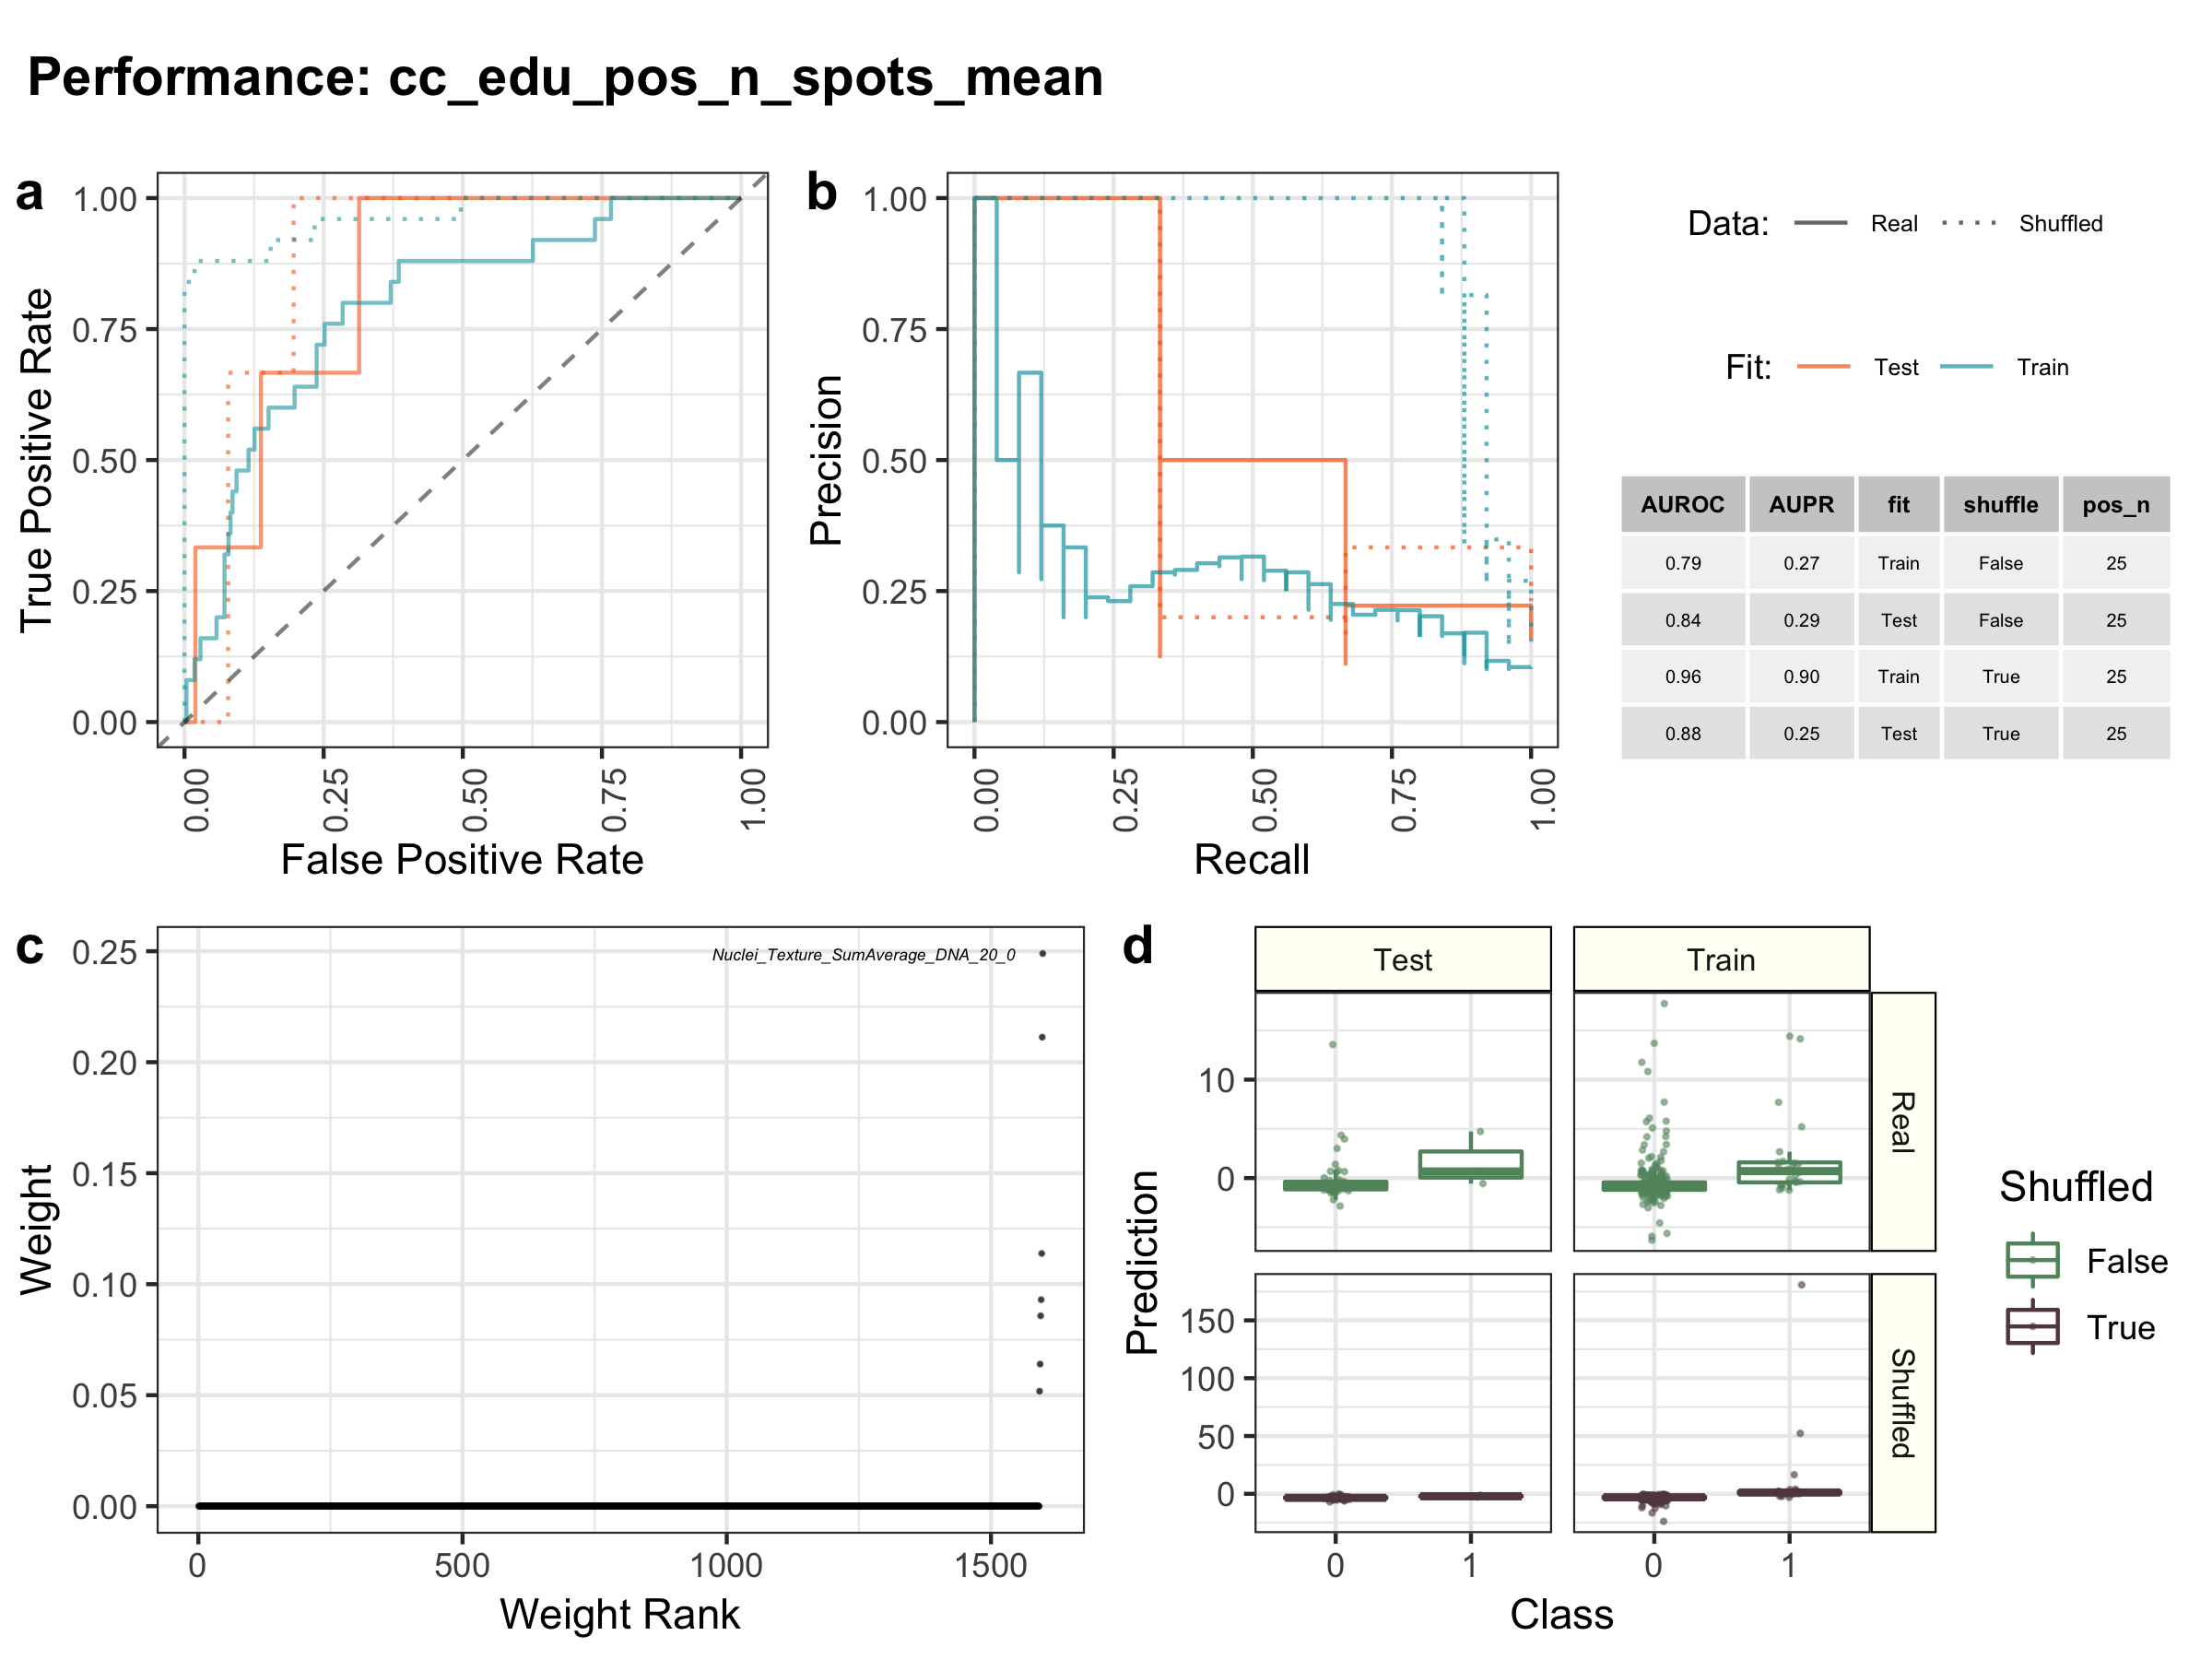 Performance: cc_edu_pos_n_spots_mean
a
1.00
0.75
0.50
0.25
0.00
True Positive Rate
0.00
0.25
0.50
0.75
1.00
False Positive Rate
b
1.00
0.75
0.50
0.25
0.00
Precision
0.00
0.25
0.50
0.75
1.00
Recall
Data: Real Shuffled
Fit: Test Train
AUROC AUPR fit shuffle pos_n
0.79 0.27 Train False 25
0.84 0.29 Test False 25
0.96 0.90 Train True 25
0.88 0.25 Test True 25
c
0.25
0.20
0.15
0.10
0.05
0.00
Weight
Nuclei_Texture_SumAverage_DNA_20_0
0 500 1000 1500
Weight Rank
d
Test Train
Real
Shuffled
10
0
150
100
50
0
Prediction
0 1 0 1
Class
Shuffled
False
True